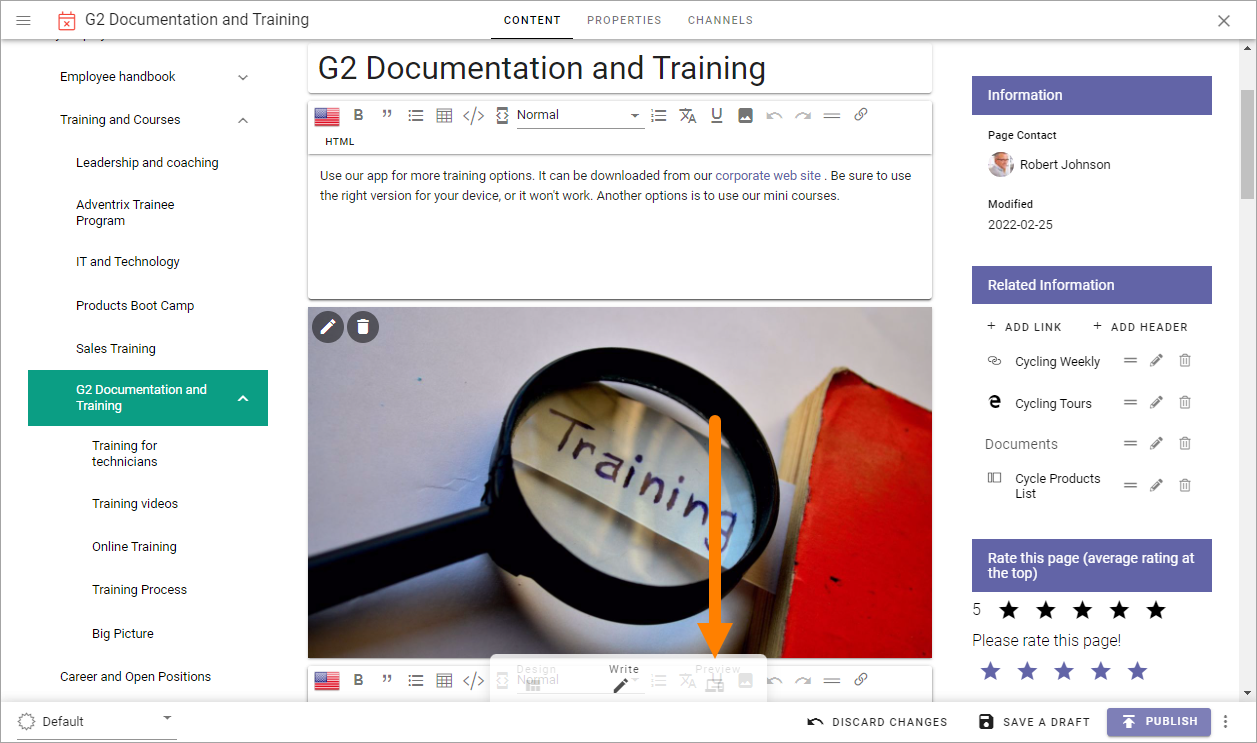 G2 Documentation and Training
CONTENT
PROPERTIES
CHANNELS
Employee handbook
Training and Courses
Leadership and coaching
Adventrix Trainee
Program
IT and Technology
Products Boot Camp
Sales Training
G2 Documentation and
Training
Training for
technicians
Training videos
Online Training
Training Process
Big Picture
Career and Open Positions
G2 Documentation and Training
B
Normal
HTML
Use our app for more training options. It can be downloaded from our corporate web site . Be sure to use
the right version for your device, or it won't work. Another options is to use our mini courses.
Training
B
Normal
Design
Write
Preview
Information
Page Contact
Robert Johnson
Modified
2022-02-25
Related Information
+ ADD LINK
+ ADD HEADER
Cycling Weekly
Cycling Tours
Documents
Cycle Products
List
Rate this page (average rating at
the top)
5
Please rate this page!
Default
DISCARD CHANGES
SAVE A DRAFT
PUBLISH